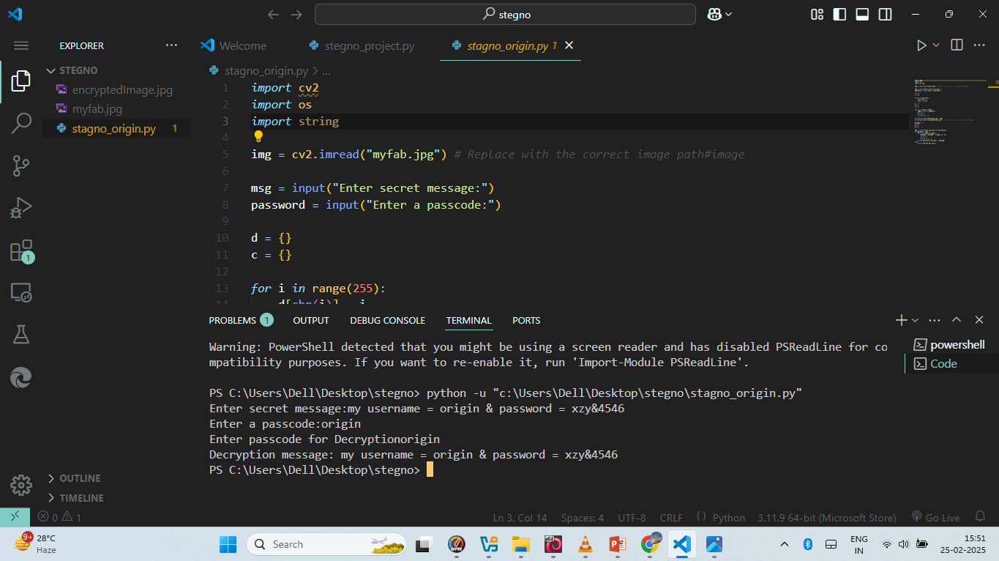 stegno
EXPLORER
Welcome
stegno_project.py
stagno_origin.py 1
STEGNO
encryptedImage.jpg
myfab.jpg
stagno_origin.py 1
stagno_origin.py > ...
1 import cv2
2 import os
3 import string
4
5 img = cv2.imread("myfab.jpg") # Replace with the correct image path#image
6
7 msg = input("Enter secret message:")
8 password = input("Enter a passcode:")
9
10 d = {}
11 c = {}
12
13 for i in range(255):
1
PROBLEMS 1 OUTPUT DEBUG CONSOLE TERMINAL PORTS
Warning: PowerShell detected that you might be using a screen reader and has disabled PSReadLine for co
mpatibility purposes. If you want to re-enable it, run 'Import-Module PSReadLine'.
PS C:\Users\Dell\Desktop\stegno> python -u "c:\Users\Dell\Desktop\stegno\stagno_origin.py"
Enter secret message:my username = origin & password = xzy&4546
Enter a passcode:origin
Enter passcode for Decryptionorigin
Decryption message: my username = origin & password = xzy&4546
PS C:\Users\Dell\Desktop\stegno>
powershell
Code
OUTLINE
TIMELINE
0 1
Ln 3, Col 14 Spaces: 4 UTF-8 CRLF {} Python 3.11.9 64-bit (Microsoft Store) Go Live
9+
28°C
Haze
Search
WPM
x64
ENG
IN
15:51
25-02-2025